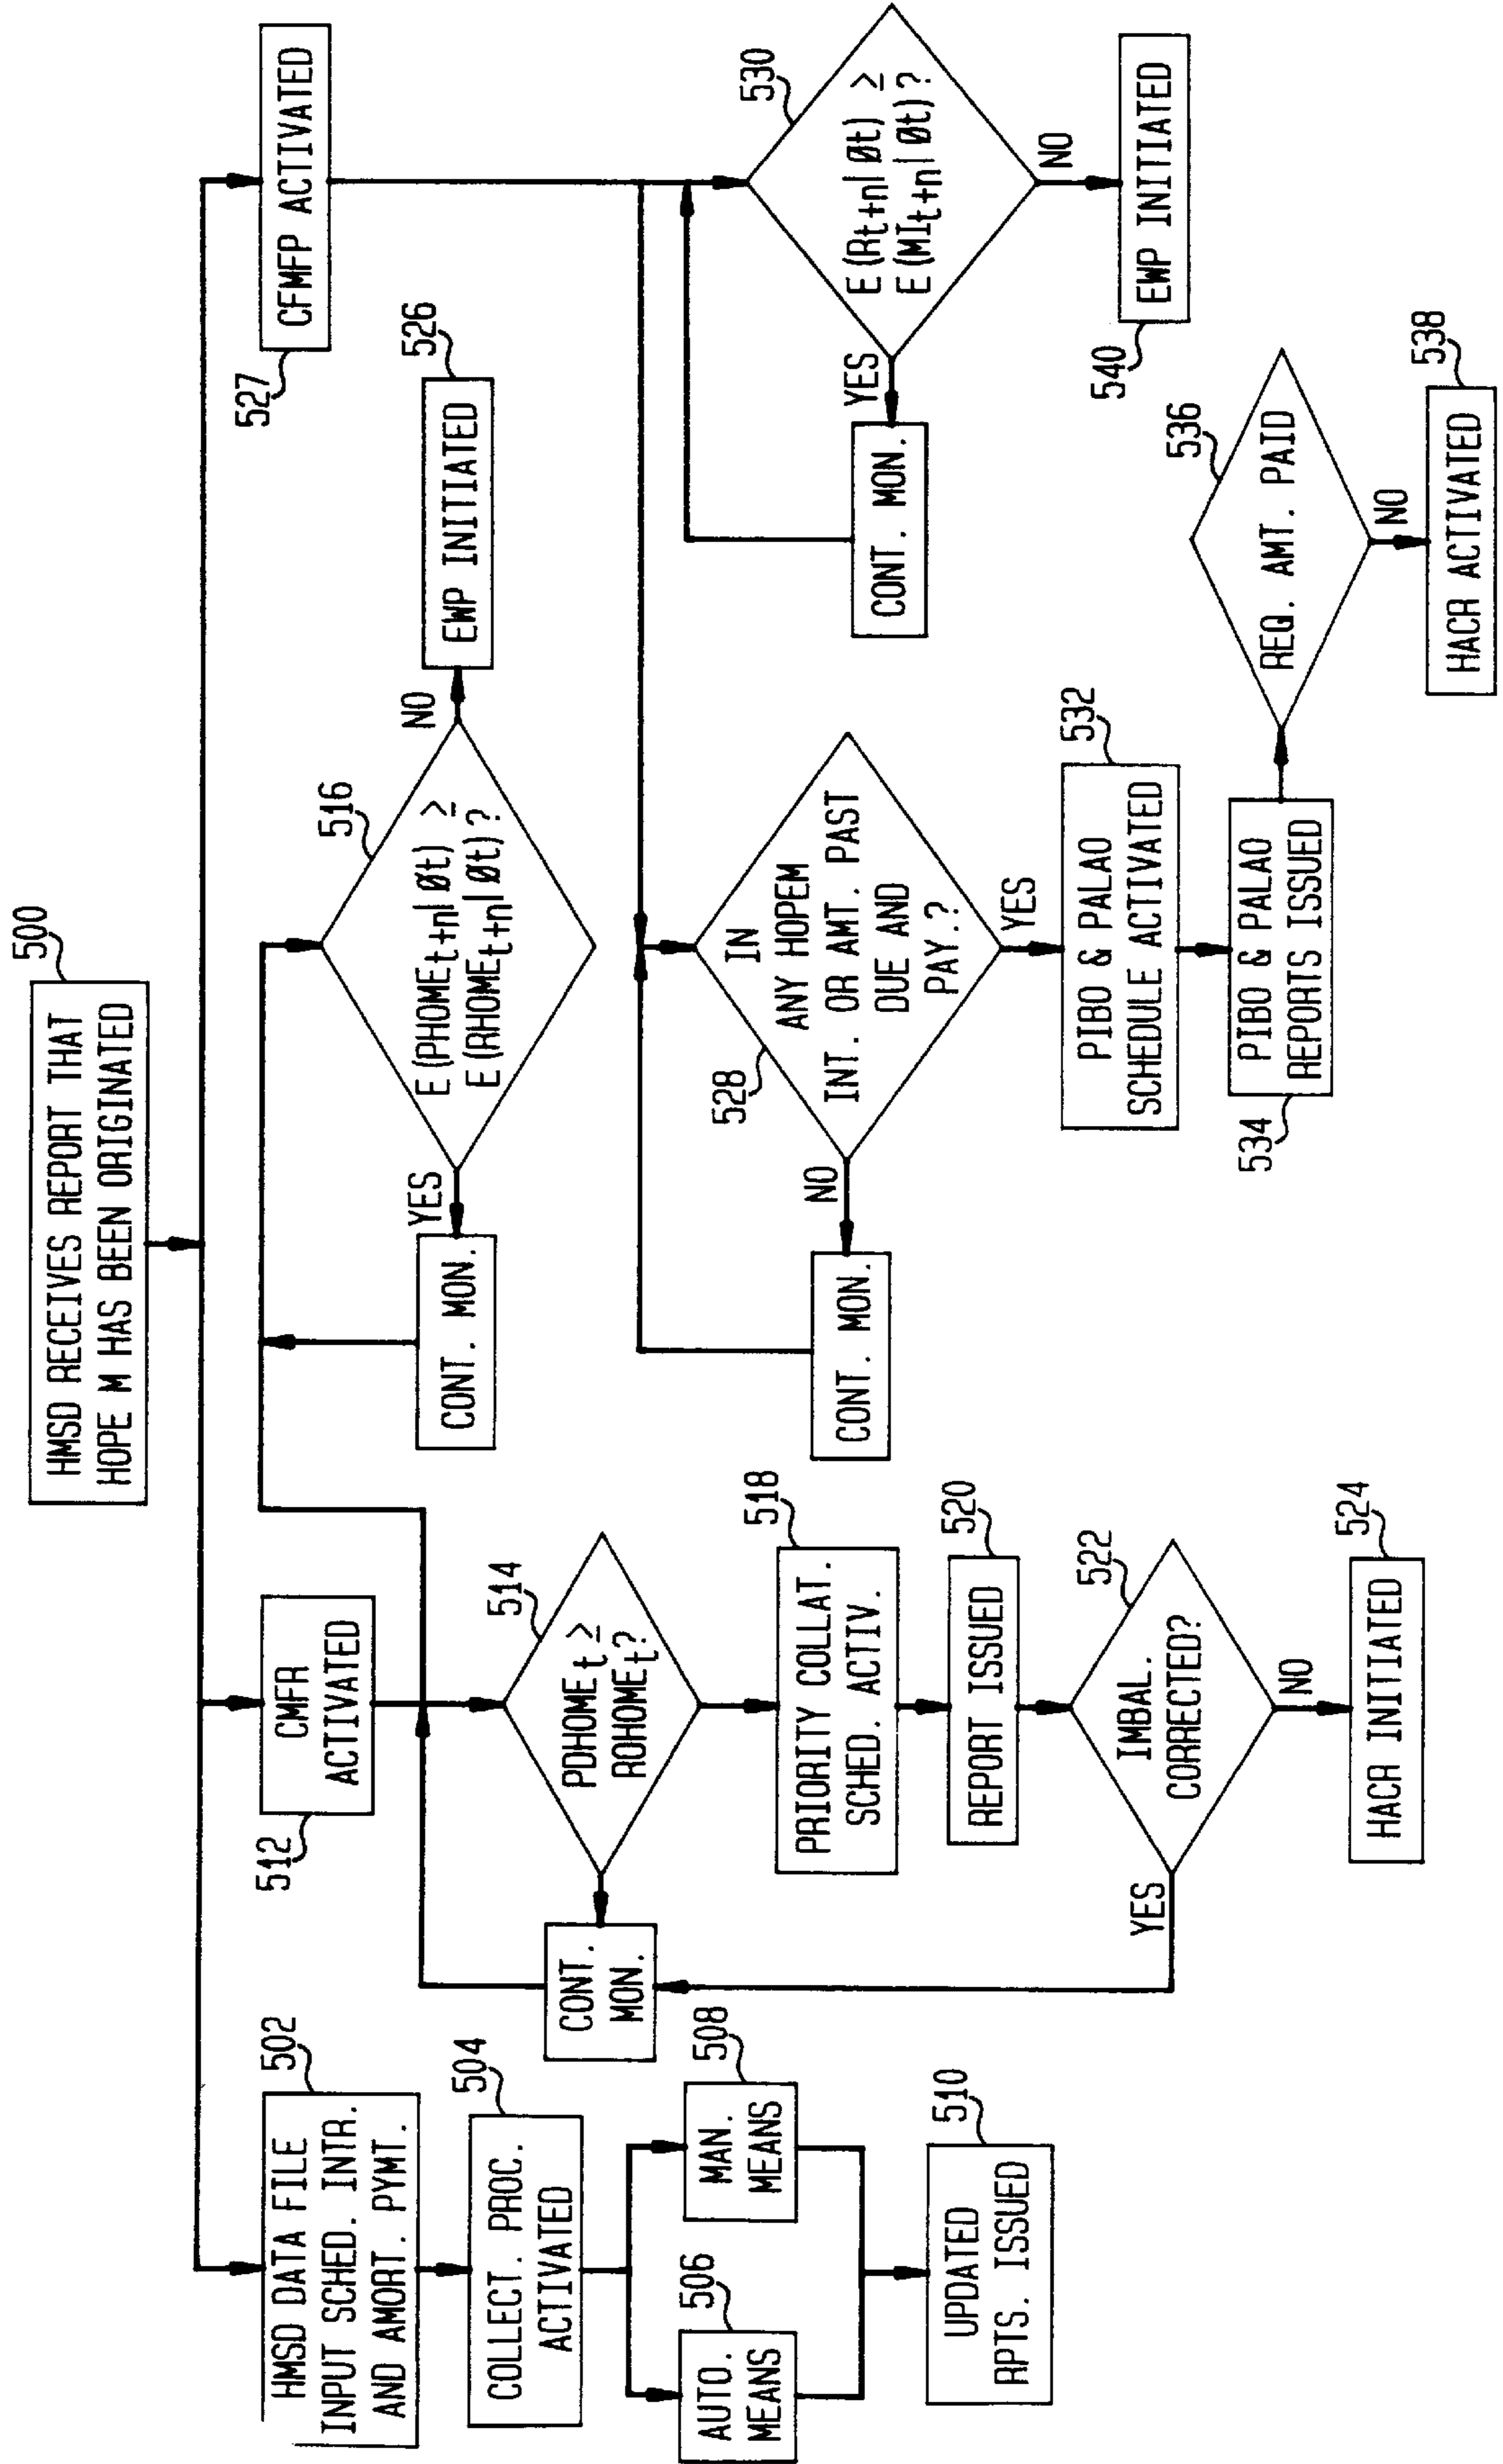 500
HMSD RECEIVES REPORT THAT
HOPE M HAS BEEN ORIGINATED
502
HMSD DATA FILE
INPUT SCHED. INTR.
AND AMORT. PYMT.
504
COLLECT. PROC.
ACTIVATED
506
AUTO.
MEANS
508
MAN.
MEANS
510
UPDATED
RPTS. ISSUED
512
CMFR
ACTIVATED
514
PDHOMEt ≥
ROHOMEt?
CONT.
MON.
518
PRIORITY COLLAT.
SCHED. ACTIV.
520
REPORT ISSUED
522
IMBAL.
CORRECTED?
YES
NO
524
HACR INITIATED
516
E(PHOMEt+n|Øt) ≥
E(RHOMEt+n|Øt)?
YES
CONT. MON.
NO
526
EWP INITIATED
527
CFMFP ACTIVATED
528
IN
ANY HOPEM
INT. OR AMT. PAST
DUE AND
PAY.?
NO
CONT. MON.
YES
532
PIBO & PALAO
SCHEDULE ACTIVATED
534
PIBO & PALAO
REPORTS ISSUED
536
REQ. AMT. PAID
NO
538
HACR ACTIVATED
530
E(Rt+n|Øt) ≥
E(MIt+n|Øt)?
YES
CONT. MON.
NO
540
EWP INITIATED